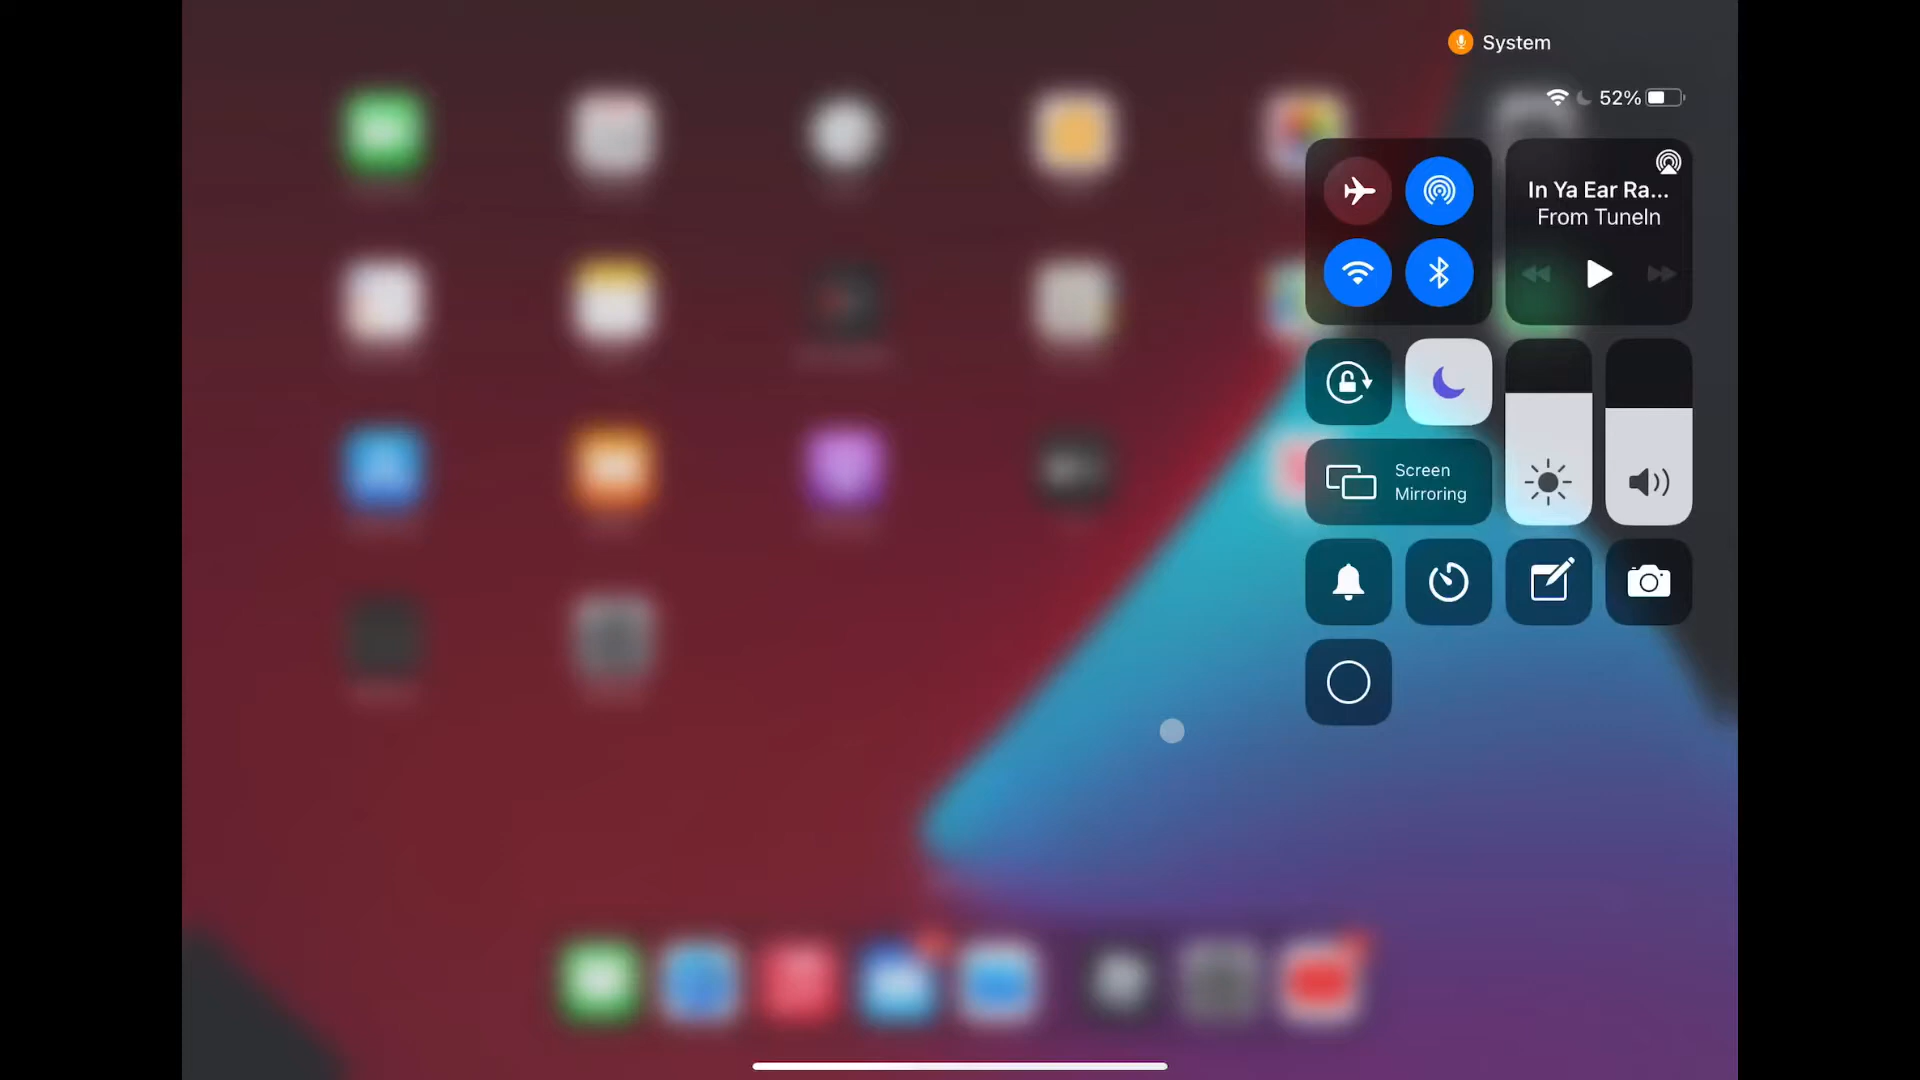 System
52%
In Ya Ear Ra...
From TuneIn
Screen
Mirroring